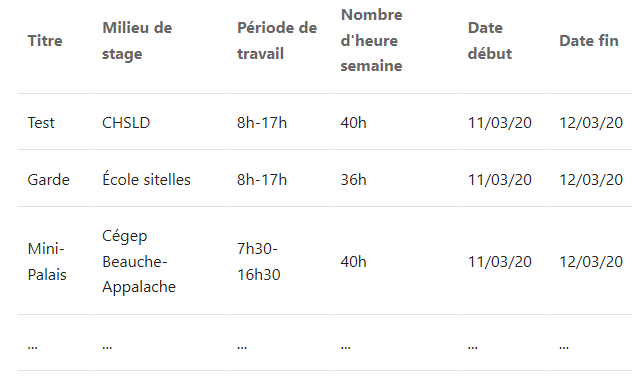 Titre Milieu de stage Période de travail Nombre d'heure semaine Date début Date fin
Test CHSLD 8h-17h 40h 11/03/20 12/03/20
Garde École sitelles 8h-17h 36h 11/03/20 12/03/20
Mini-Palais Cégep Beauche-Appalache 7h30-16h30 40h 11/03/20 12/03/20
... ... ... ... ... ...